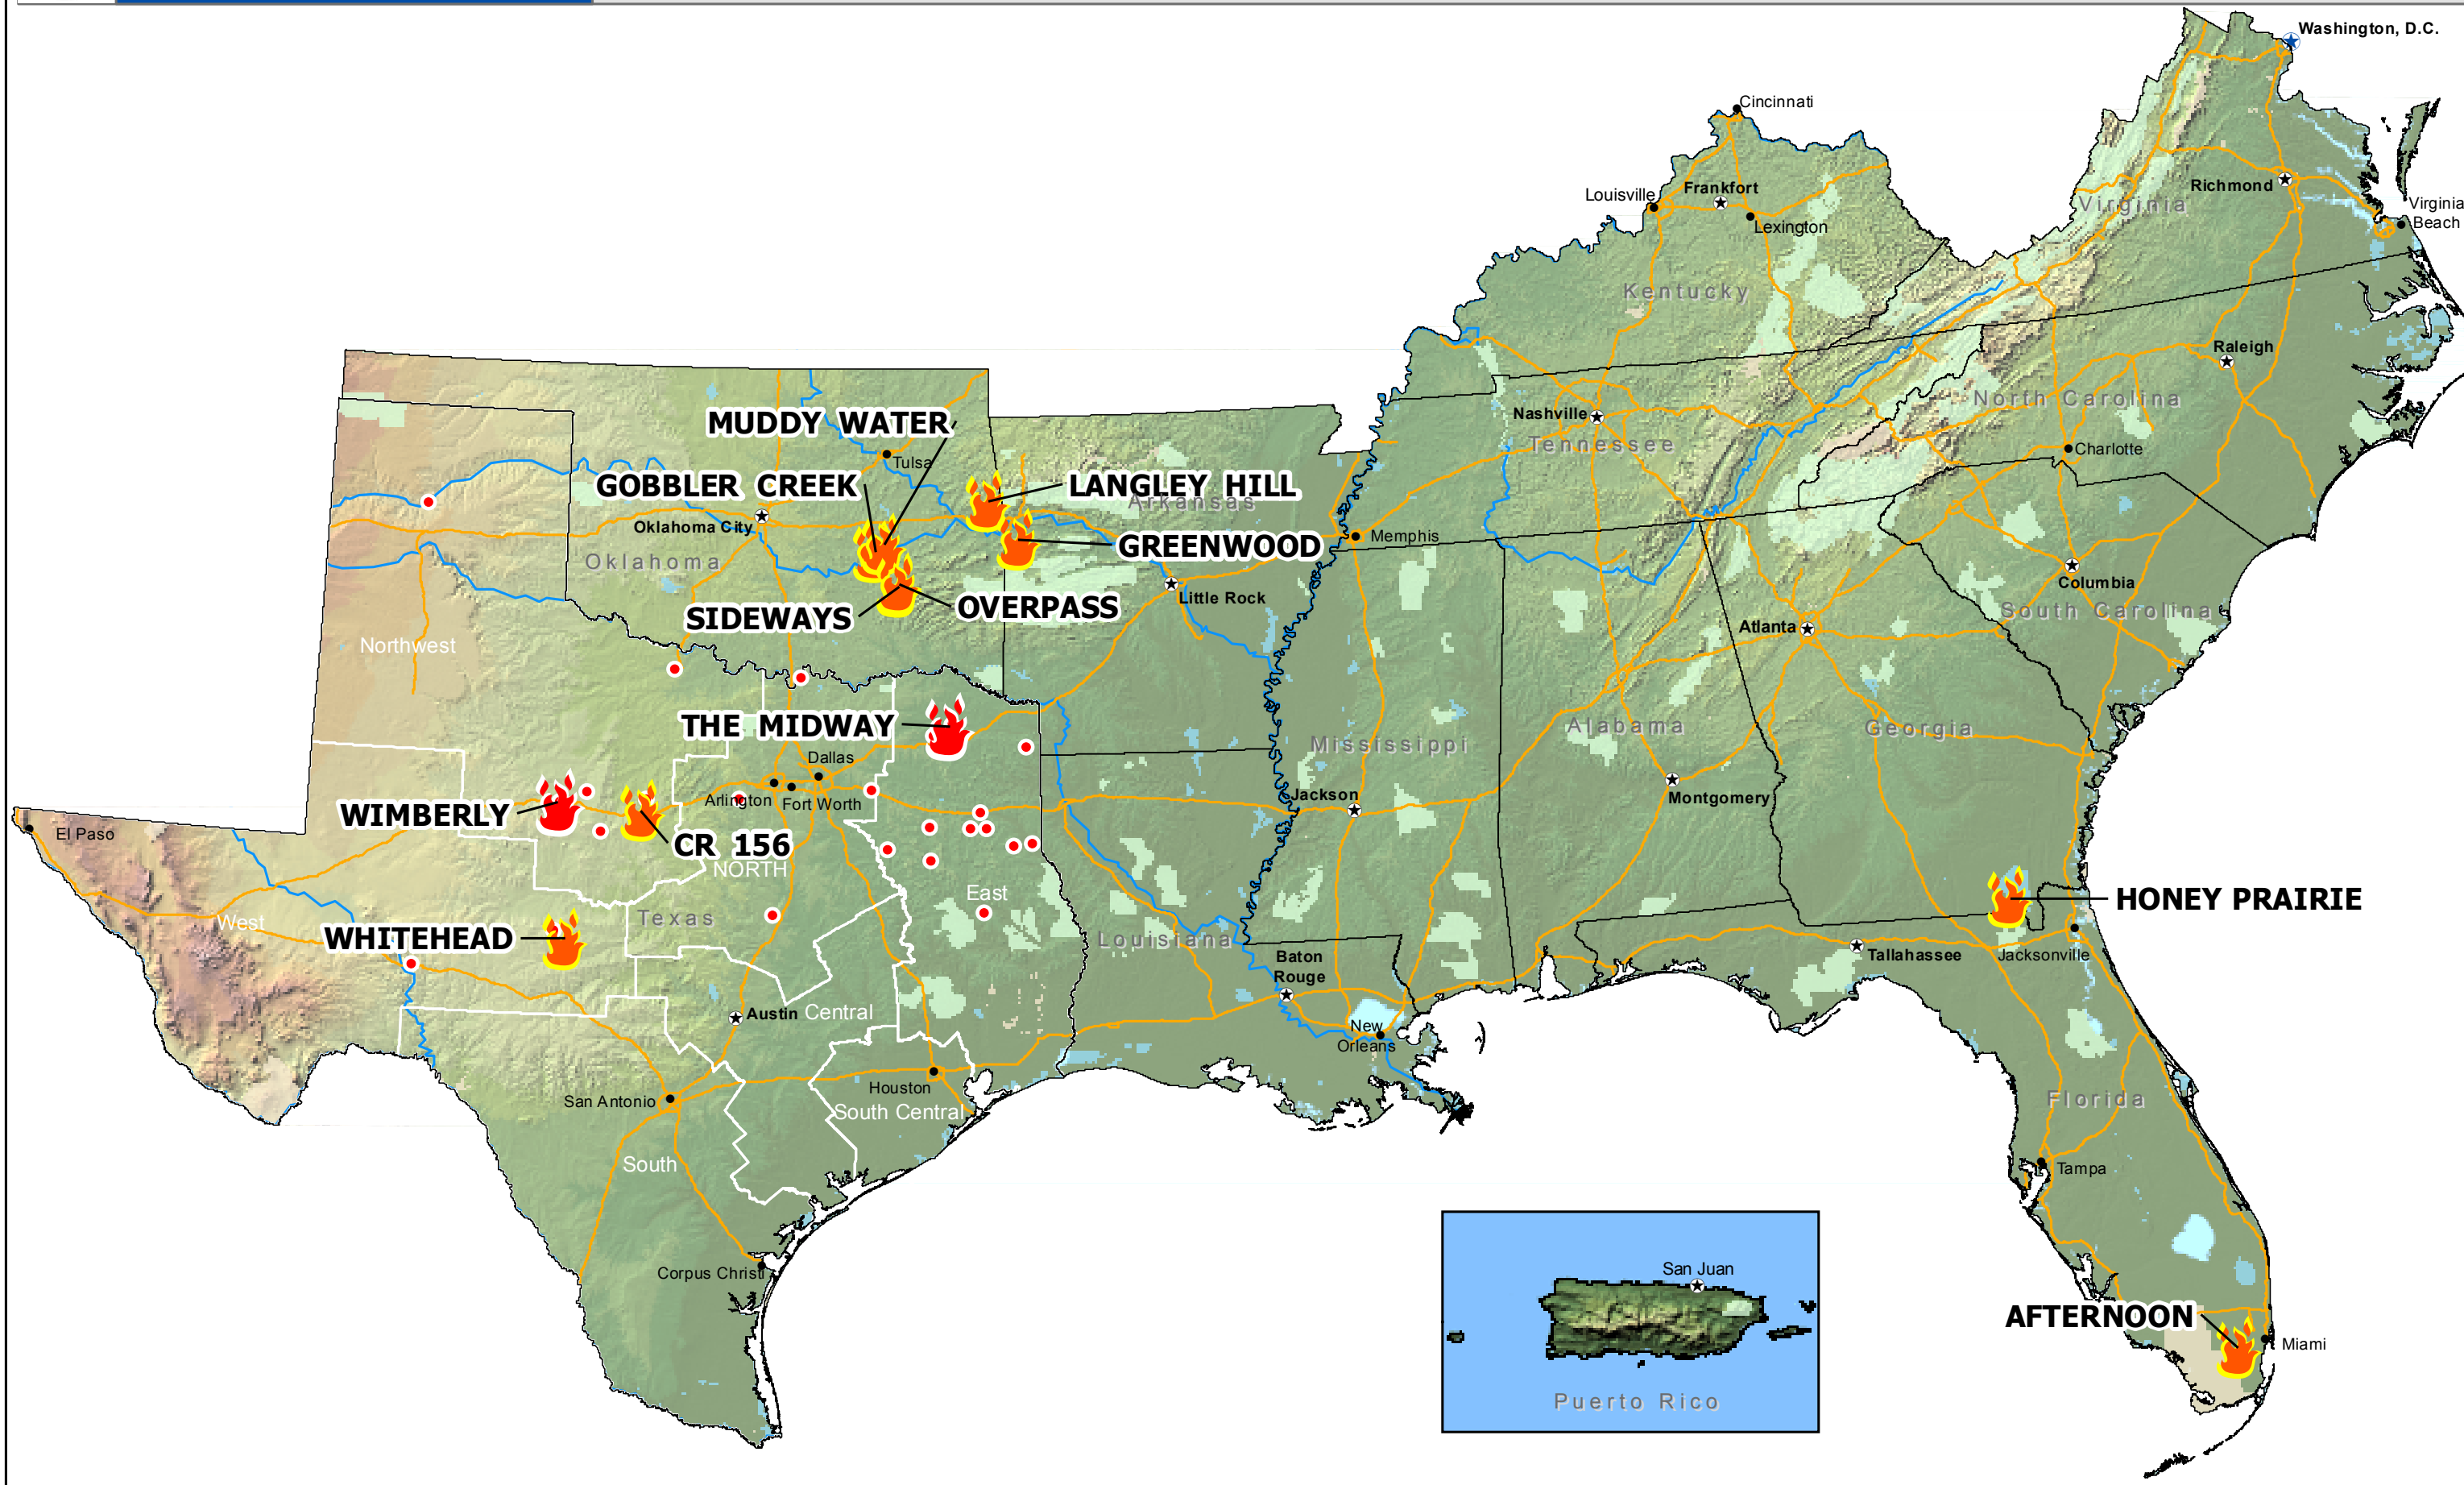 Washington, D.C.
Cincinnati
Louisville
Frankfort
Lexington
Richmond
Virginia
Virginia
Beach
Kentucky
Raleigh
North Carolina
Nashville
Tennessee
Charlotte
MUDDY WATER
Tulsa
GOBBLER CREEK
LANGLEY HILL
Arkansas
Oklahoma City
GREENWOOD
Memphis
Oklahoma
Columbia
Little Rock
SIDEWAYS
OVERPASS
South Carolina
Atlanta
Northwest
THE MIDWAY
Alabama
Georgia
Mississippi
Dallas
Arlington
Fort Worth
Jackson
Montgomery
WIMBERLY
El Paso
CR 156
NORTH
East
HONEY PRAIRIE
West
Texas
WHITEHEAD
Louisiana
Baton
Rouge
Tallahassee
Jacksonville
Austin
Central
New
Orleans
Houston
San Antonio
South Central
Florida
South
Tampa
Corpus Christi
San Juan
AFTERNOON
Miami
Puerto Rico